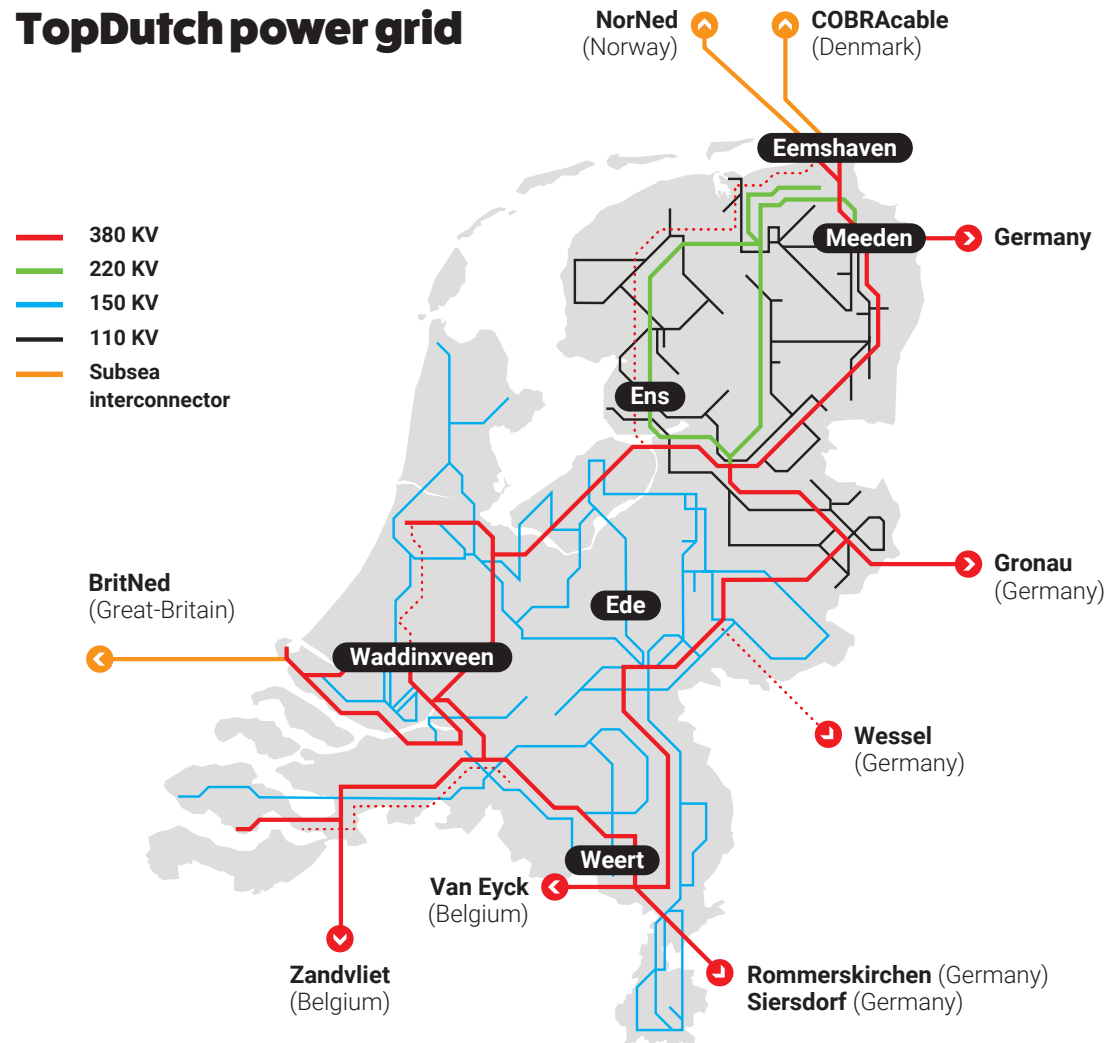 TopDutch power grid
NorNed
(Norway)
COBRAcable
(Denmark)
Eemshaven
380 KV
220 KV
150 KV
110 KV
Subsea
interconnector
Meeden
Germany
Ens
BritNed
(Great-Britain)
Gronau
(Germany)
Ede
Waddinxveen
Wessel
(Germany)
Weert
Van Eyck
(Belgium)
Zandvliet
(Belgium)
Rommerskirchen (Germany)
Siersdorf (Germany)